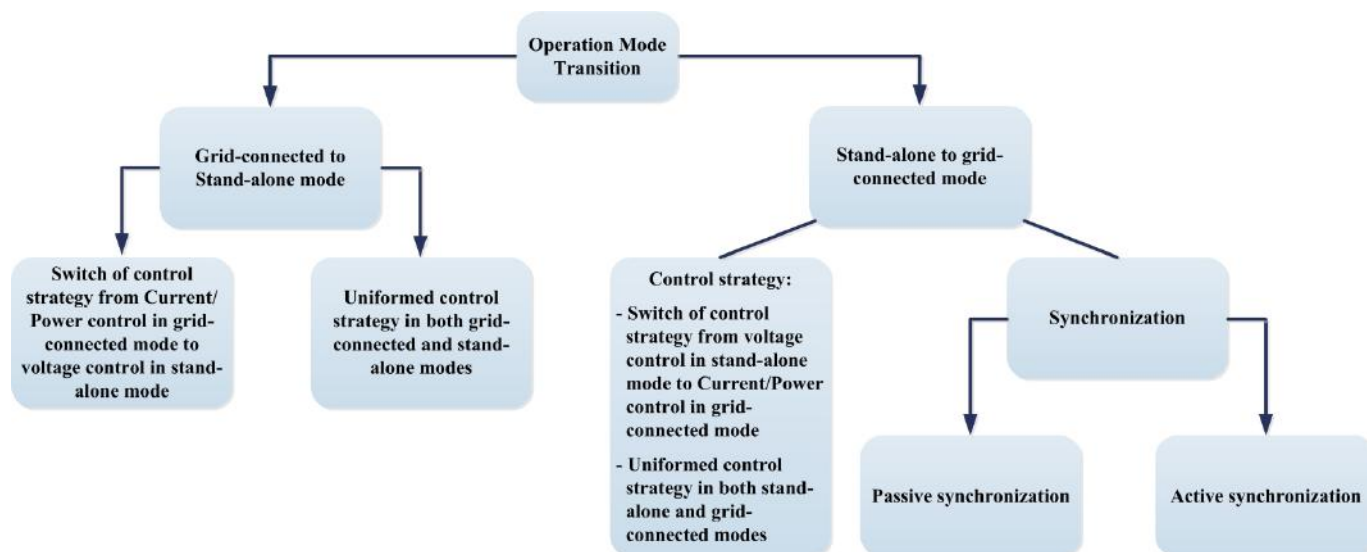 Operation Mode
Transition
Grid-connected to
Stand-alone mode
Stand-alone to grid-
connected mode
Switch of control
strategy from Current/
Power control in grid-
connected mode to
voltage control in stand-
alone mode
Uniformed control
strategy in both grid-
connected and stand-
alone modes
Control strategy:
- Switch of control
strategy from voltage
control in stand-alone
mode to Current/Power
control in grid-
connected mode
- Uniformed control
strategy in both stand-
alone and grid-
connected modes
Synchronization
Passive synchronization
Active synchronization